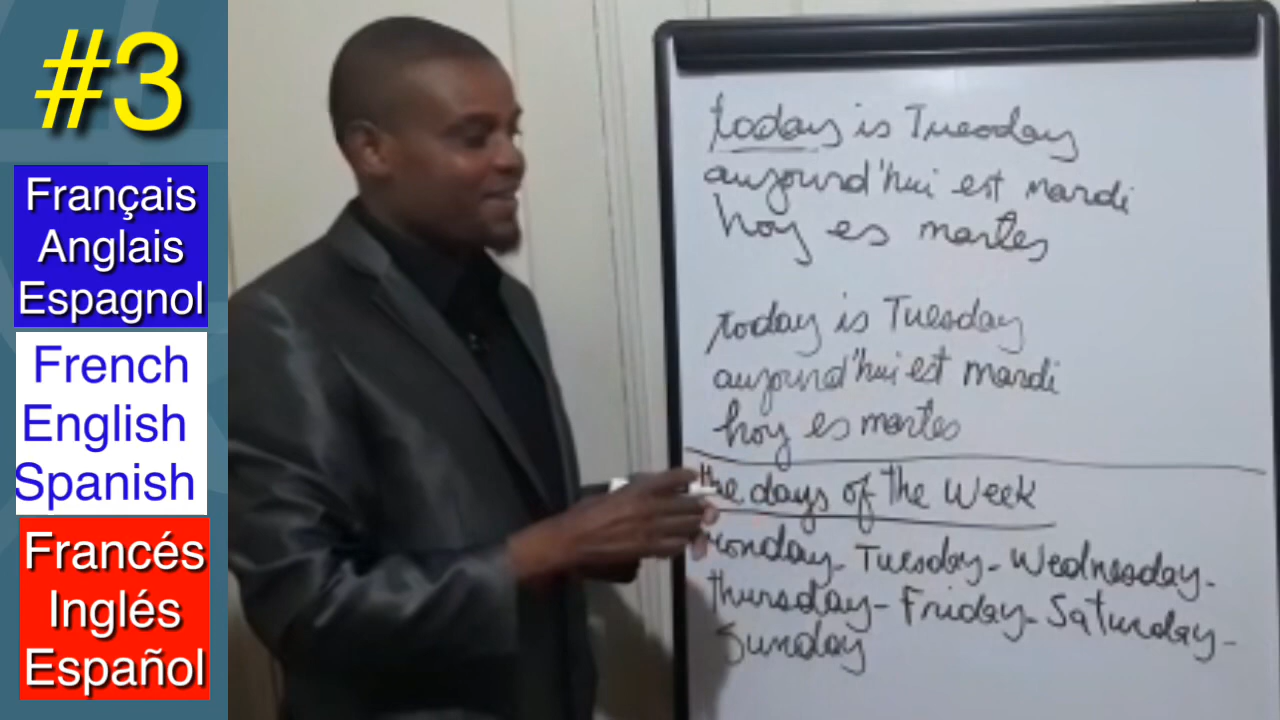 #3
Français
Anglais
Espagnol
French
English
Spanish
Francés
Inglés
Español
today is Tuesday
aujourd'hui est mardi
hoy es martes
today is Tuesday
aujourd'hui est mardi
hoy es martes
the days of the Week
Monday - Tuesday - Wednesday -
thursday - Friday - Saturday -
Sunday